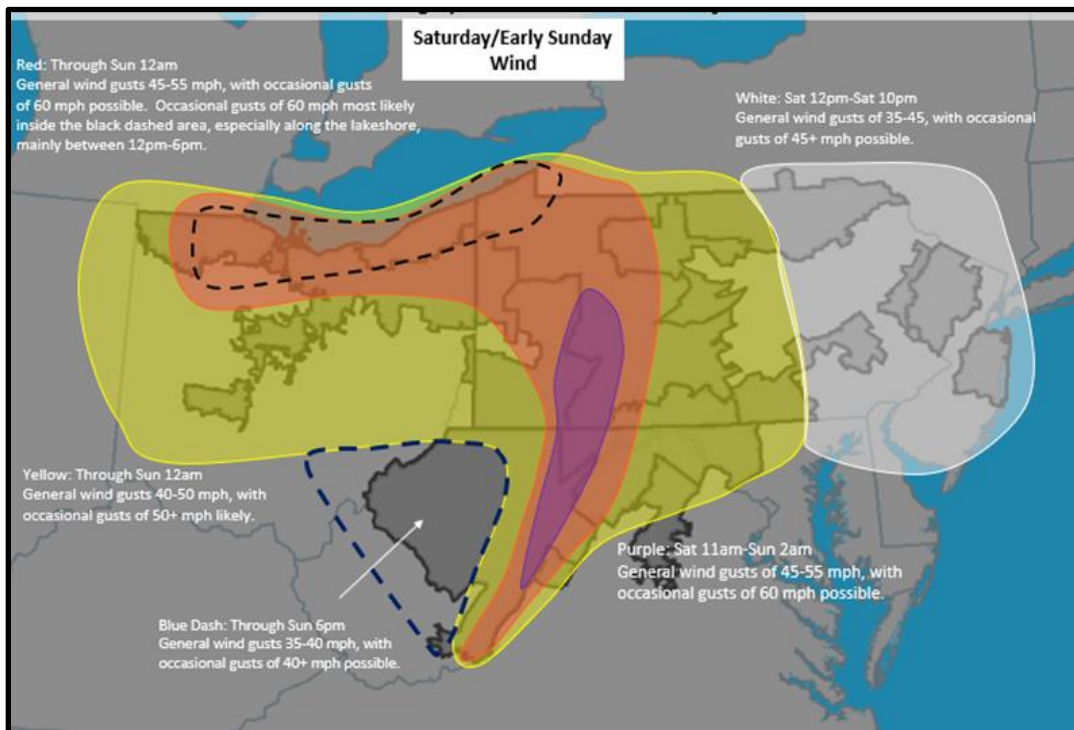 Saturday/Early Sunday
Wind
Red: Through Sun 12am
General wind gusts 45-55 mph, with occasional gusts
of 60 mph possible.  Occasional gusts of 60 mph most likely
inside the black dashed area, especially along the lakeshore,
mainly between 12pm-6pm.
White: Sat 12pm-Sat 10pm
General wind gusts of 35-45, with occasional
gusts of 45+ mph possible.
Yellow: Through Sun 12am
General wind gusts 40-50 mph, with
occasional gusts of 50+ mph likely.
Purple: Sat 11am-Sun 2am
General wind gusts of 45-55 mph, with
occasional gusts of 60 mph possible.
Blue Dash: Through Sun 6pm
General wind gusts 35-40 mph, with
occasional gusts of 40+ mph possible.